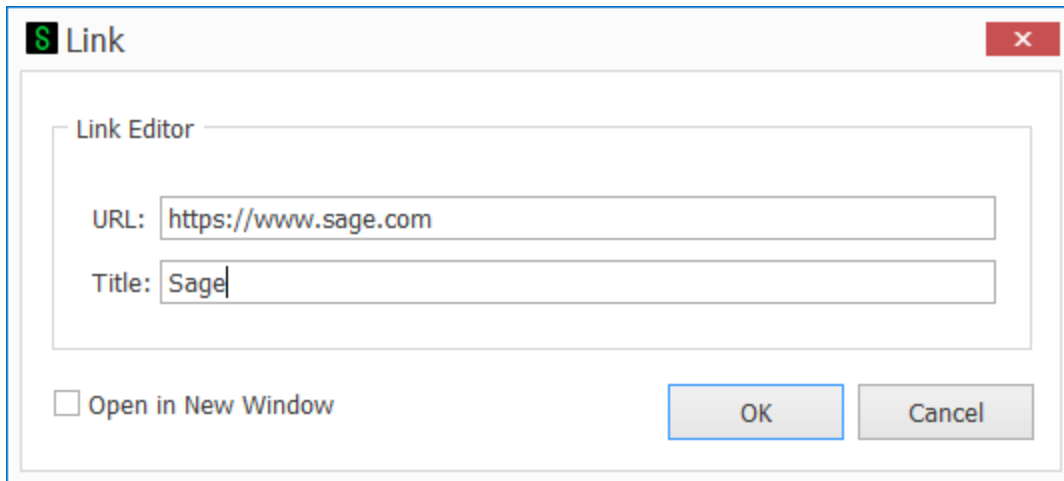 S Link
Link Editor
URL: https://www.sage.com
Title: Sage
Open in New Window
OK Cancel